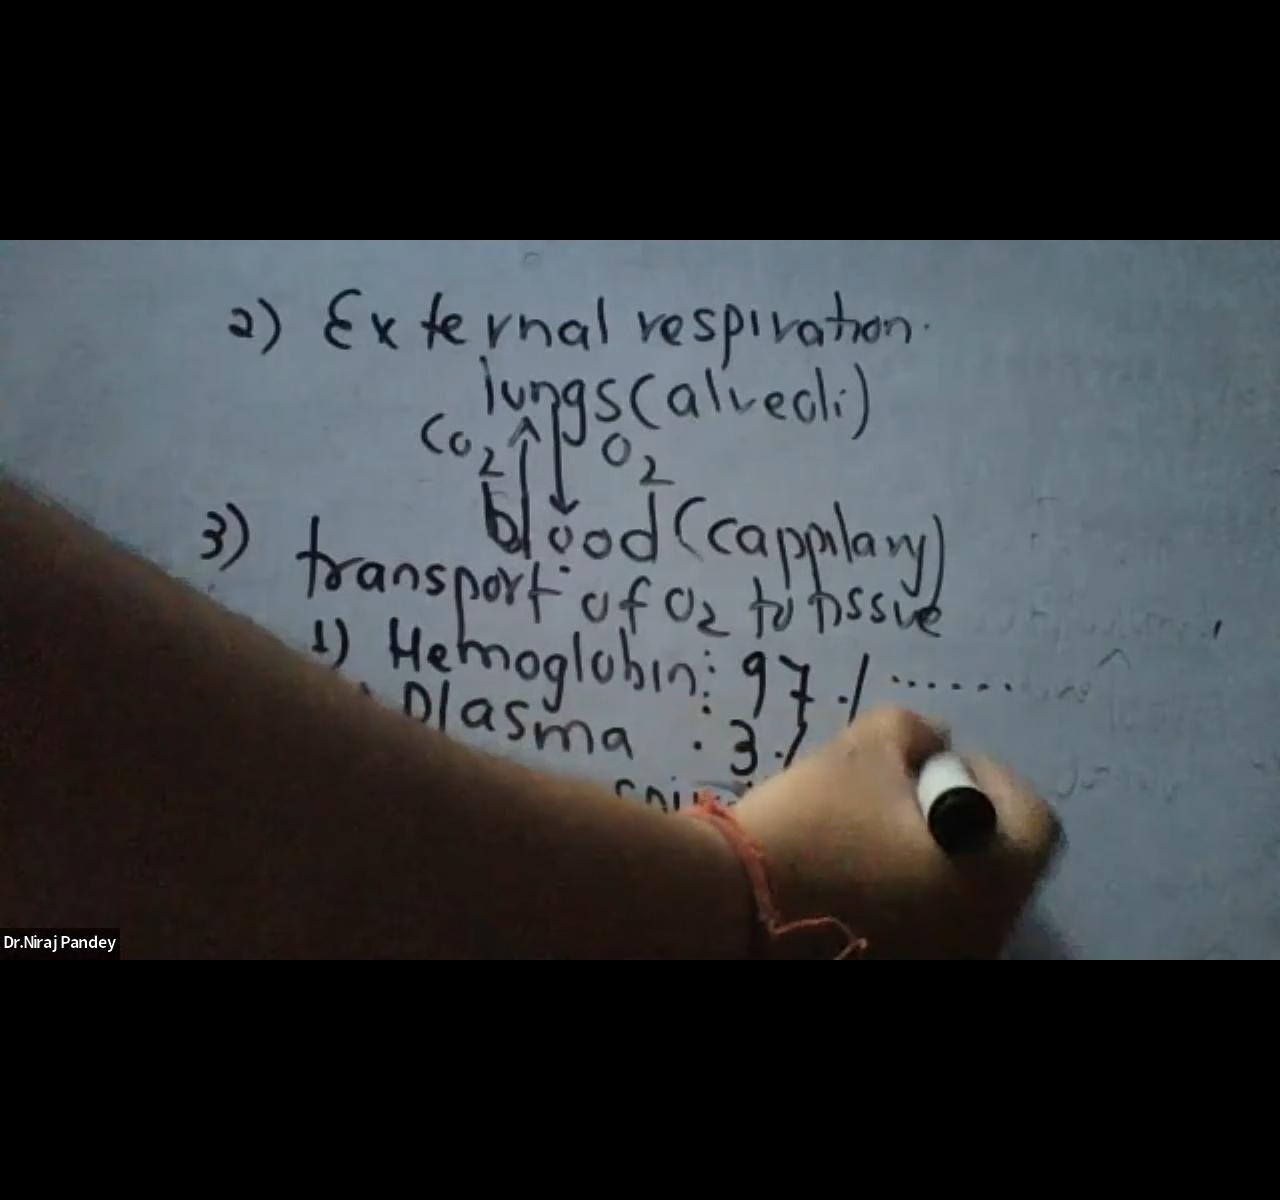 2) External respiration.
lungs(alveoli)
CO2 O2
3) blood(cappilary)
transport of O2 to tissue
1) Hemoglobin: 97 ./ .......
Plasma : 3 ./
Dr.Niraj Pandey